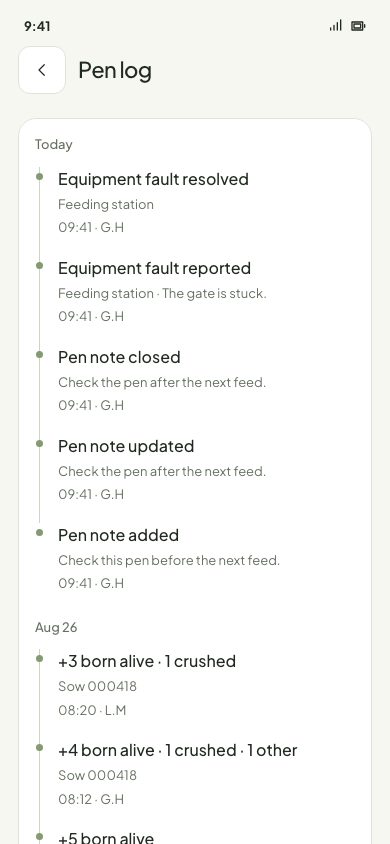 9:41
Pen log
Today
Equipment fault resolved
Feeding station
09:41 · G.H
Equipment fault reported
Feeding station · The gate is stuck.
09:41 · G.H
Pen note closed
Check the pen after the next feed.
09:41 · G.H
Pen note updated
Check the pen after the next feed.
09:41 · G.H
Pen note added
Check this pen before the next feed.
09:41 · G.H
Aug 26
+3 born alive · 1 crushed
Sow 000418
08:20 · L.M
+4 born alive · 1 crushed · 1 other
Sow 000418
08:12 · G.H
+5 born alive